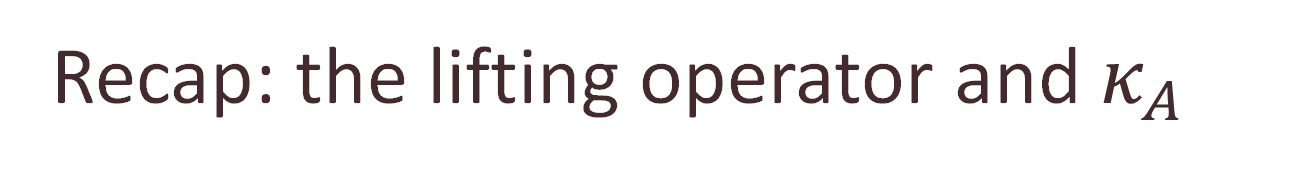 Recap: the lifting operator and κ_A